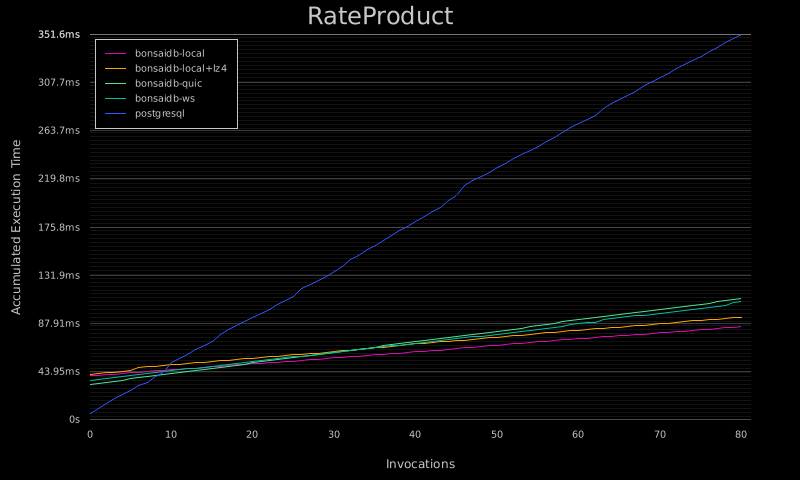 RateProduct
351.6ms
307.7ms
263.7ms
219.8ms
175.8ms
131.9ms
87.91ms
43.95ms
0s
Accumulated Execution Time
bonsaidb-local
bonsaidb-local+lz4
bonsaidb-quic
bonsaidb-ws
postgresql
0 10 20 30 40 50 60 70 80
Invocations